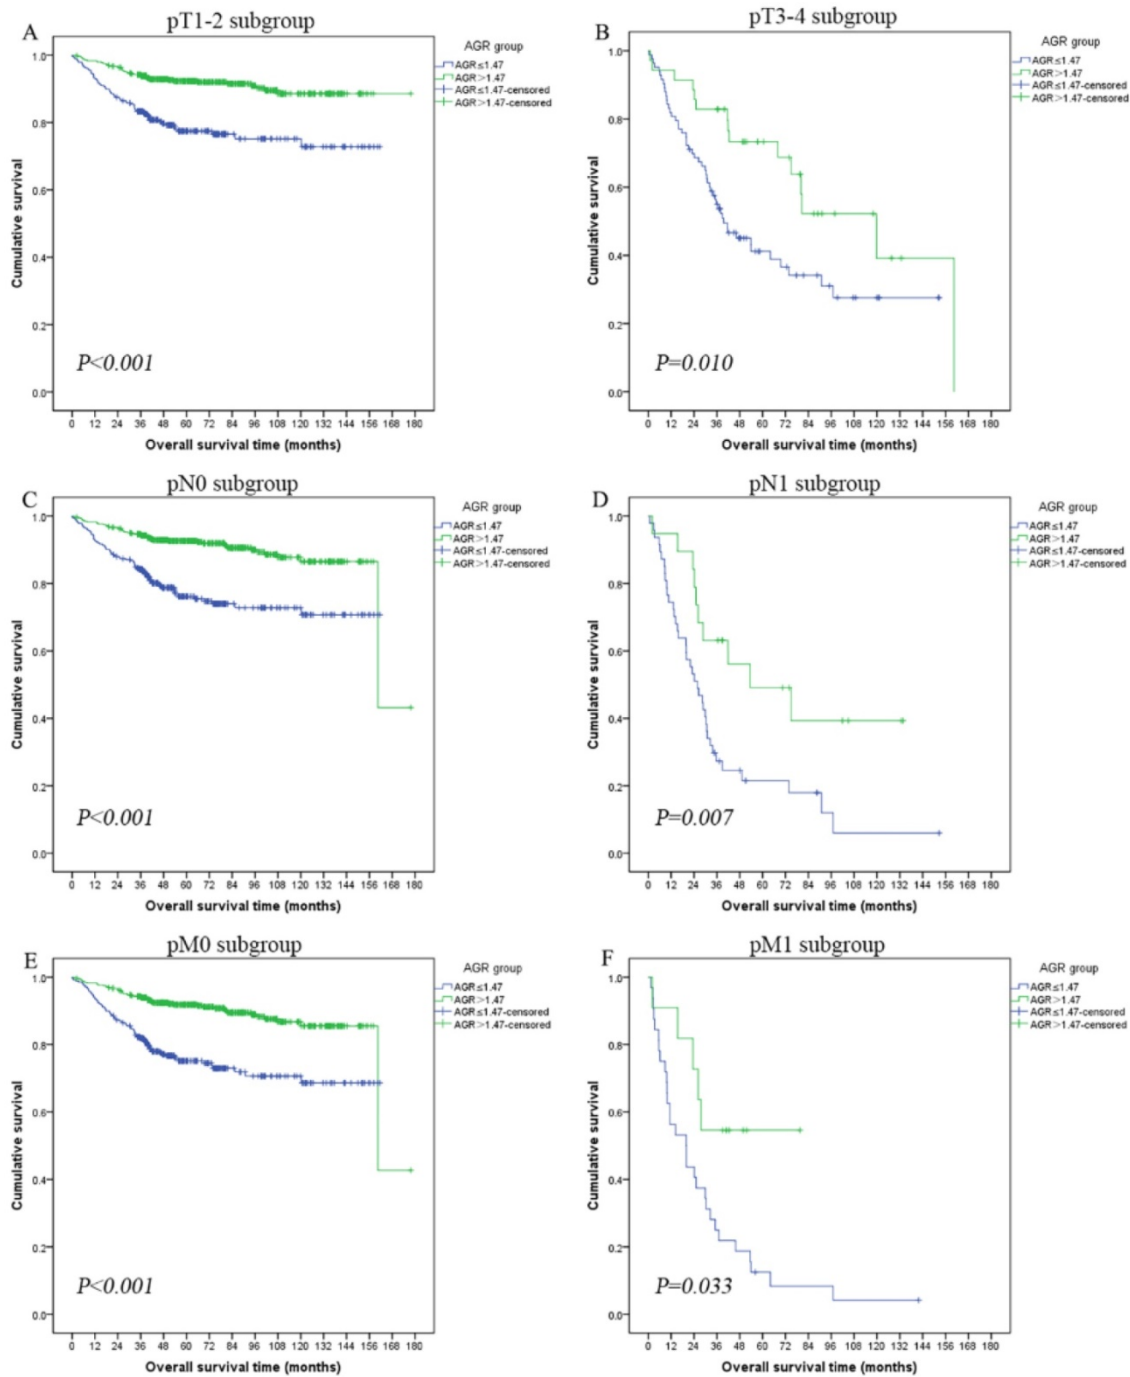 A
pT1-2 subgroup
AGR group
AGR≤1.47
AGR>1.47
AGR≤1.47-censored
AGR>1.47-censored
Cumulative survival
1.0
0.8
0.6
0.4
0.2
0.0
P<0.001
0 12 24 36 48 60 72 84 96 108 120 132 144 156 168 180
Overall survival time (months)
B
pT3-4 subgroup
AGR group
AGR≤1.47
AGR>1.47
AGR≤1.47-censored
AGR>1.47-censored
Cumulative survival
1.0
0.8
0.6
0.4
0.2
0.0
P=0.010
0 12 24 36 48 60 72 84 96 108 120 132 144 156 168 180
Overall survival time (months)
C
pN0 subgroup
AGR group
AGR≤1.47
AGR>1.47
AGR≤1.47-censored
AGR>1.47-censored
Cumulative survival
1.0
0.8
0.6
0.4
0.2
0.0
P<0.001
0 12 24 36 48 60 72 84 96 108 120 132 144 156 168 180
Overall survival time (months)
D
pN1 subgroup
AGR group
AGR≤1.47
AGR>1.47
AGR≤1.47-censored
AGR>1.47-censored
Cumulative survival
1.0
0.8
0.6
0.4
0.2
0.0
P=0.007
0 12 24 36 48 60 72 84 96 108 120 132 144 156 168 180
Overall survival time (months)
E
pM0 subgroup
AGR group
AGR≤1.47
AGR>1.47
AGR≤1.47-censored
AGR>1.47-censored
Cumulative survival
1.0
0.8
0.6
0.4
0.2
0.0
P<0.001
0 12 24 36 48 60 72 84 96 108 120 132 144 156 168 180
Overall survival time (months)
F
pM1 subgroup
AGR group
AGR≤1.47
AGR>1.47
AGR≤1.47-censored
AGR>1.47-censored
Cumulative survival
1.0
0.8
0.6
0.4
0.2
0.0
P=0.033
0 12 24 36 48 60 72 84 96 108 120 132 144 156 168 180
Overall survival time (months)